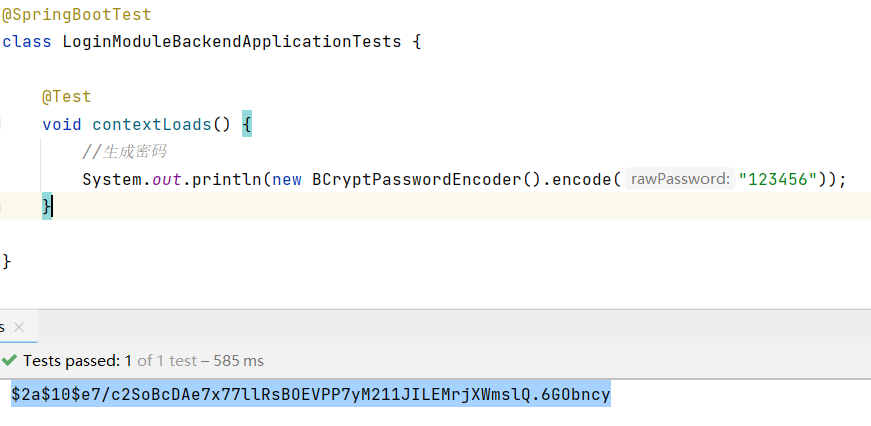 @SpringBootTest
class LoginModuleBackendApplicationTests {
@Test
void contextLoads() {
//生成密码
System.out.println(new BCryptPasswordEncoder().encode( rawPassword: "123456"));
}
}
s ×
Tests passed: 1 of 1 test – 585 ms
$2a$10$e7/c2SoBcDAe7x77llRsBOEVPP7yM211JILEMrjXWmslQ.6GObncy